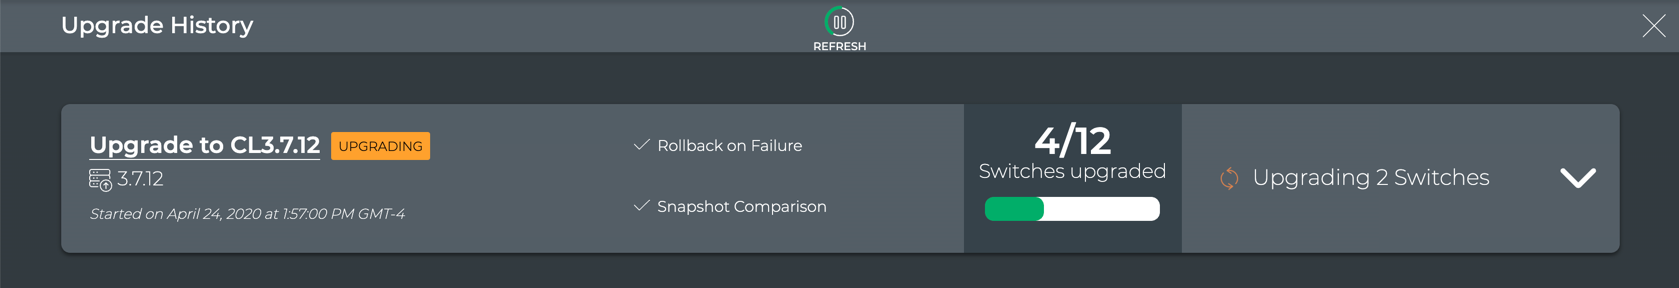 Upgrade History
REFRESH
Upgrade to CL3.7.12 UPGRADING
3.7.12
Started on April 24, 2020 at 1:57:00 PM GMT-4
Rollback on Failure
Snapshot Comparison
4/12
Switches upgraded
Upgrading 2 Switches